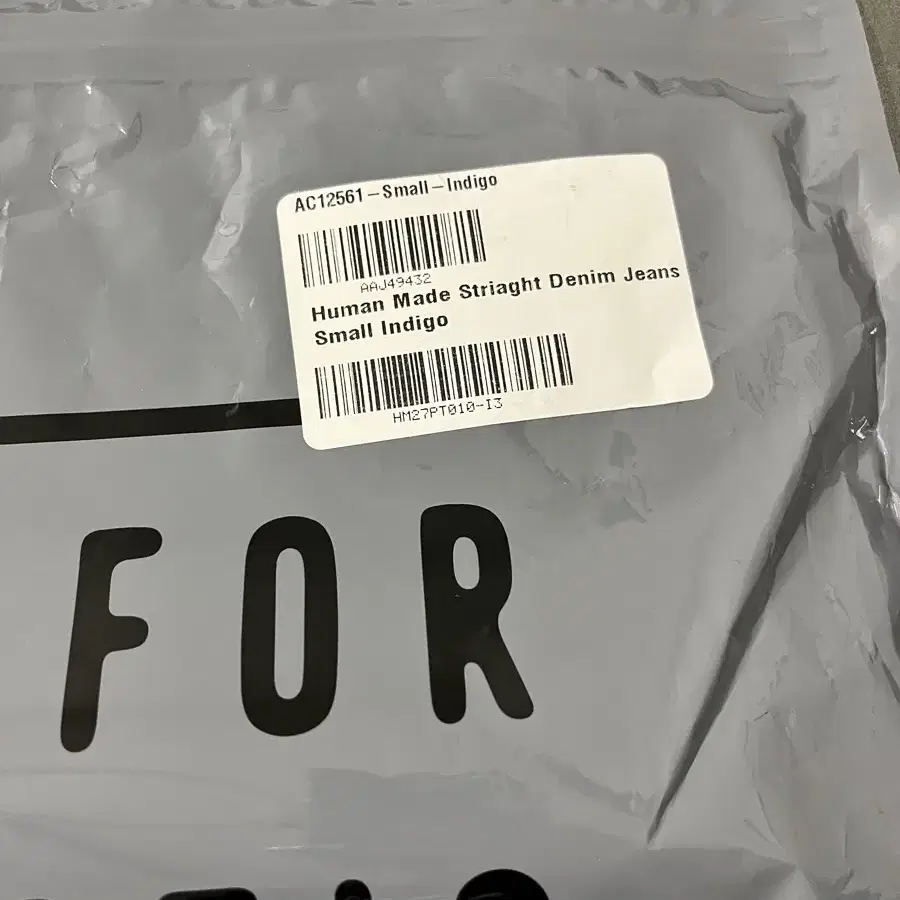 AC12561-Small-Indigo
AAJ49432
Human Made Striaght Denim Jeans
Small Indigo
HM27PT010-I3
FOR